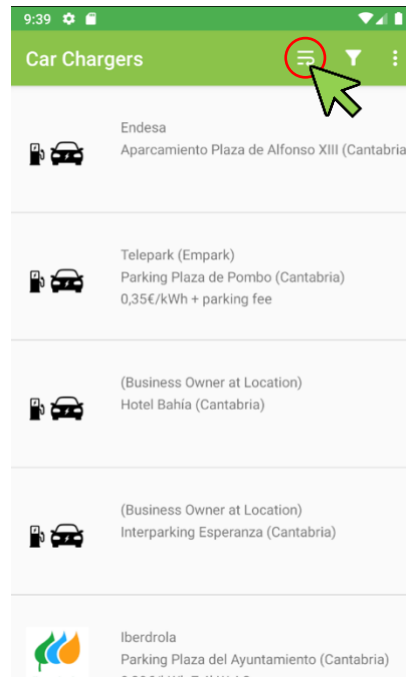 9:39
Car Chargers
Endesa
Aparcamiento Plaza de Alfonso XIII (Cantabria
Telepark (Empark)
Parking Plaza de Pombo (Cantabria)
0,35€/kWh + parking fee
(Business Owner at Location)
Hotel Bahía (Cantabria)
(Business Owner at Location)
Interparking Esperanza (Cantabria)
Iberdrola
Parking Plaza del Ayuntamiento (Cantabria)